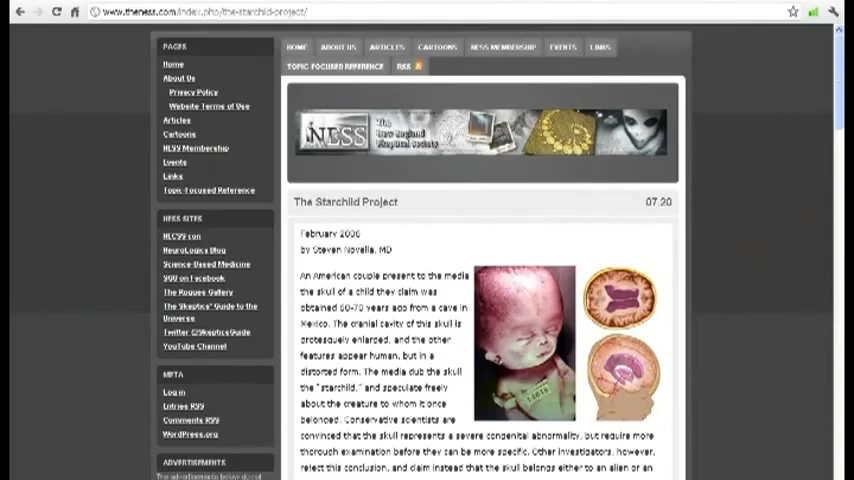 www.theness.com/index.php/the-starchild-project/
PAGES
Home
About Us
Privacy Policy
Website Terms of Use
Articles
Cartoons
NESS Membership
Events
Links
Topic-Focused Reference
NESS SITES
NECSS con
NeuroLogica Blog
Science-Based Medicine
SGU on Facebook
The Rogues Gallery
The Skeptics' Guide to the
Universe
Twitter @SkepticsGuide
YouTube Channel
META
Log in
Entries RSS
Comments RSS
WordPress.org
ADVERTISEMENTS
The advertisements below do not
HOME ABOUT US ARTICLES CARTOONS NESS MEMBERSHIP EVENTS LINKS
TOPIC-FOCUSED REFERENCE RSS
NESS
The
New England
Skeptical Society
The Starchild Project 07.20
February 2006
by Steven Novella, MD
An American couple present to the media
the skull of a child they claim was
obtained 60-70 years ago from a cave in
Mexico. The cranial cavity of this skull is
grotesquely enlarged, and the other
features appear human, but in a
distorted form. The media dub the skull
the "starchild," and speculate freely
about the creature to whom it once
belonged. Conservative scientists are
convinced that the skull represents a severe congenital abnormality, but require more
thorough examination before they can be more specific. Other investigators, however,
reject this conclusion, and claim instead that the skull belongs either to an alien or an